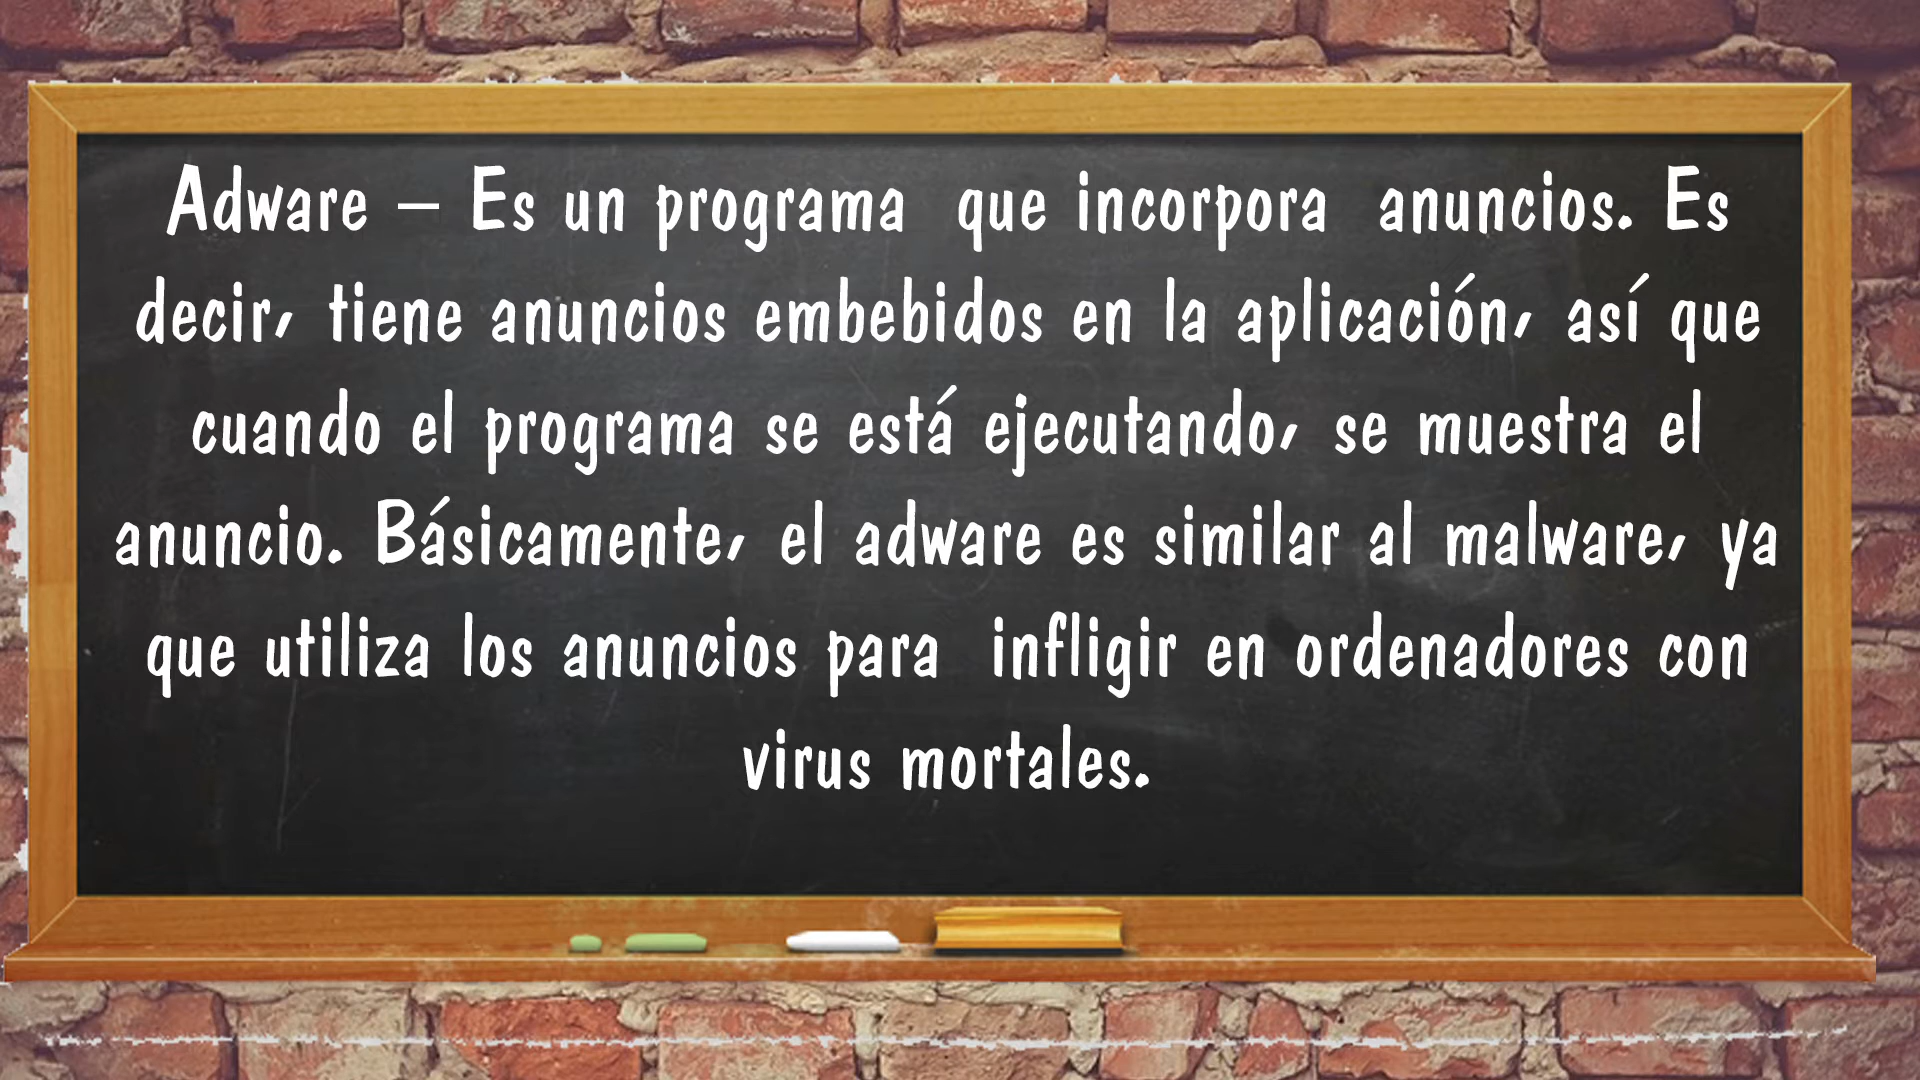 Adware – Es un programa  que incorpora  anuncios. Es
decir, tiene anuncios embebidos en la aplicación, así que
cuando el programa se está ejecutando, se muestra el
anuncio. Básicamente, el adware es similar al malware, ya
que utiliza los anuncios para  infligir en ordenadores con
virus mortales.